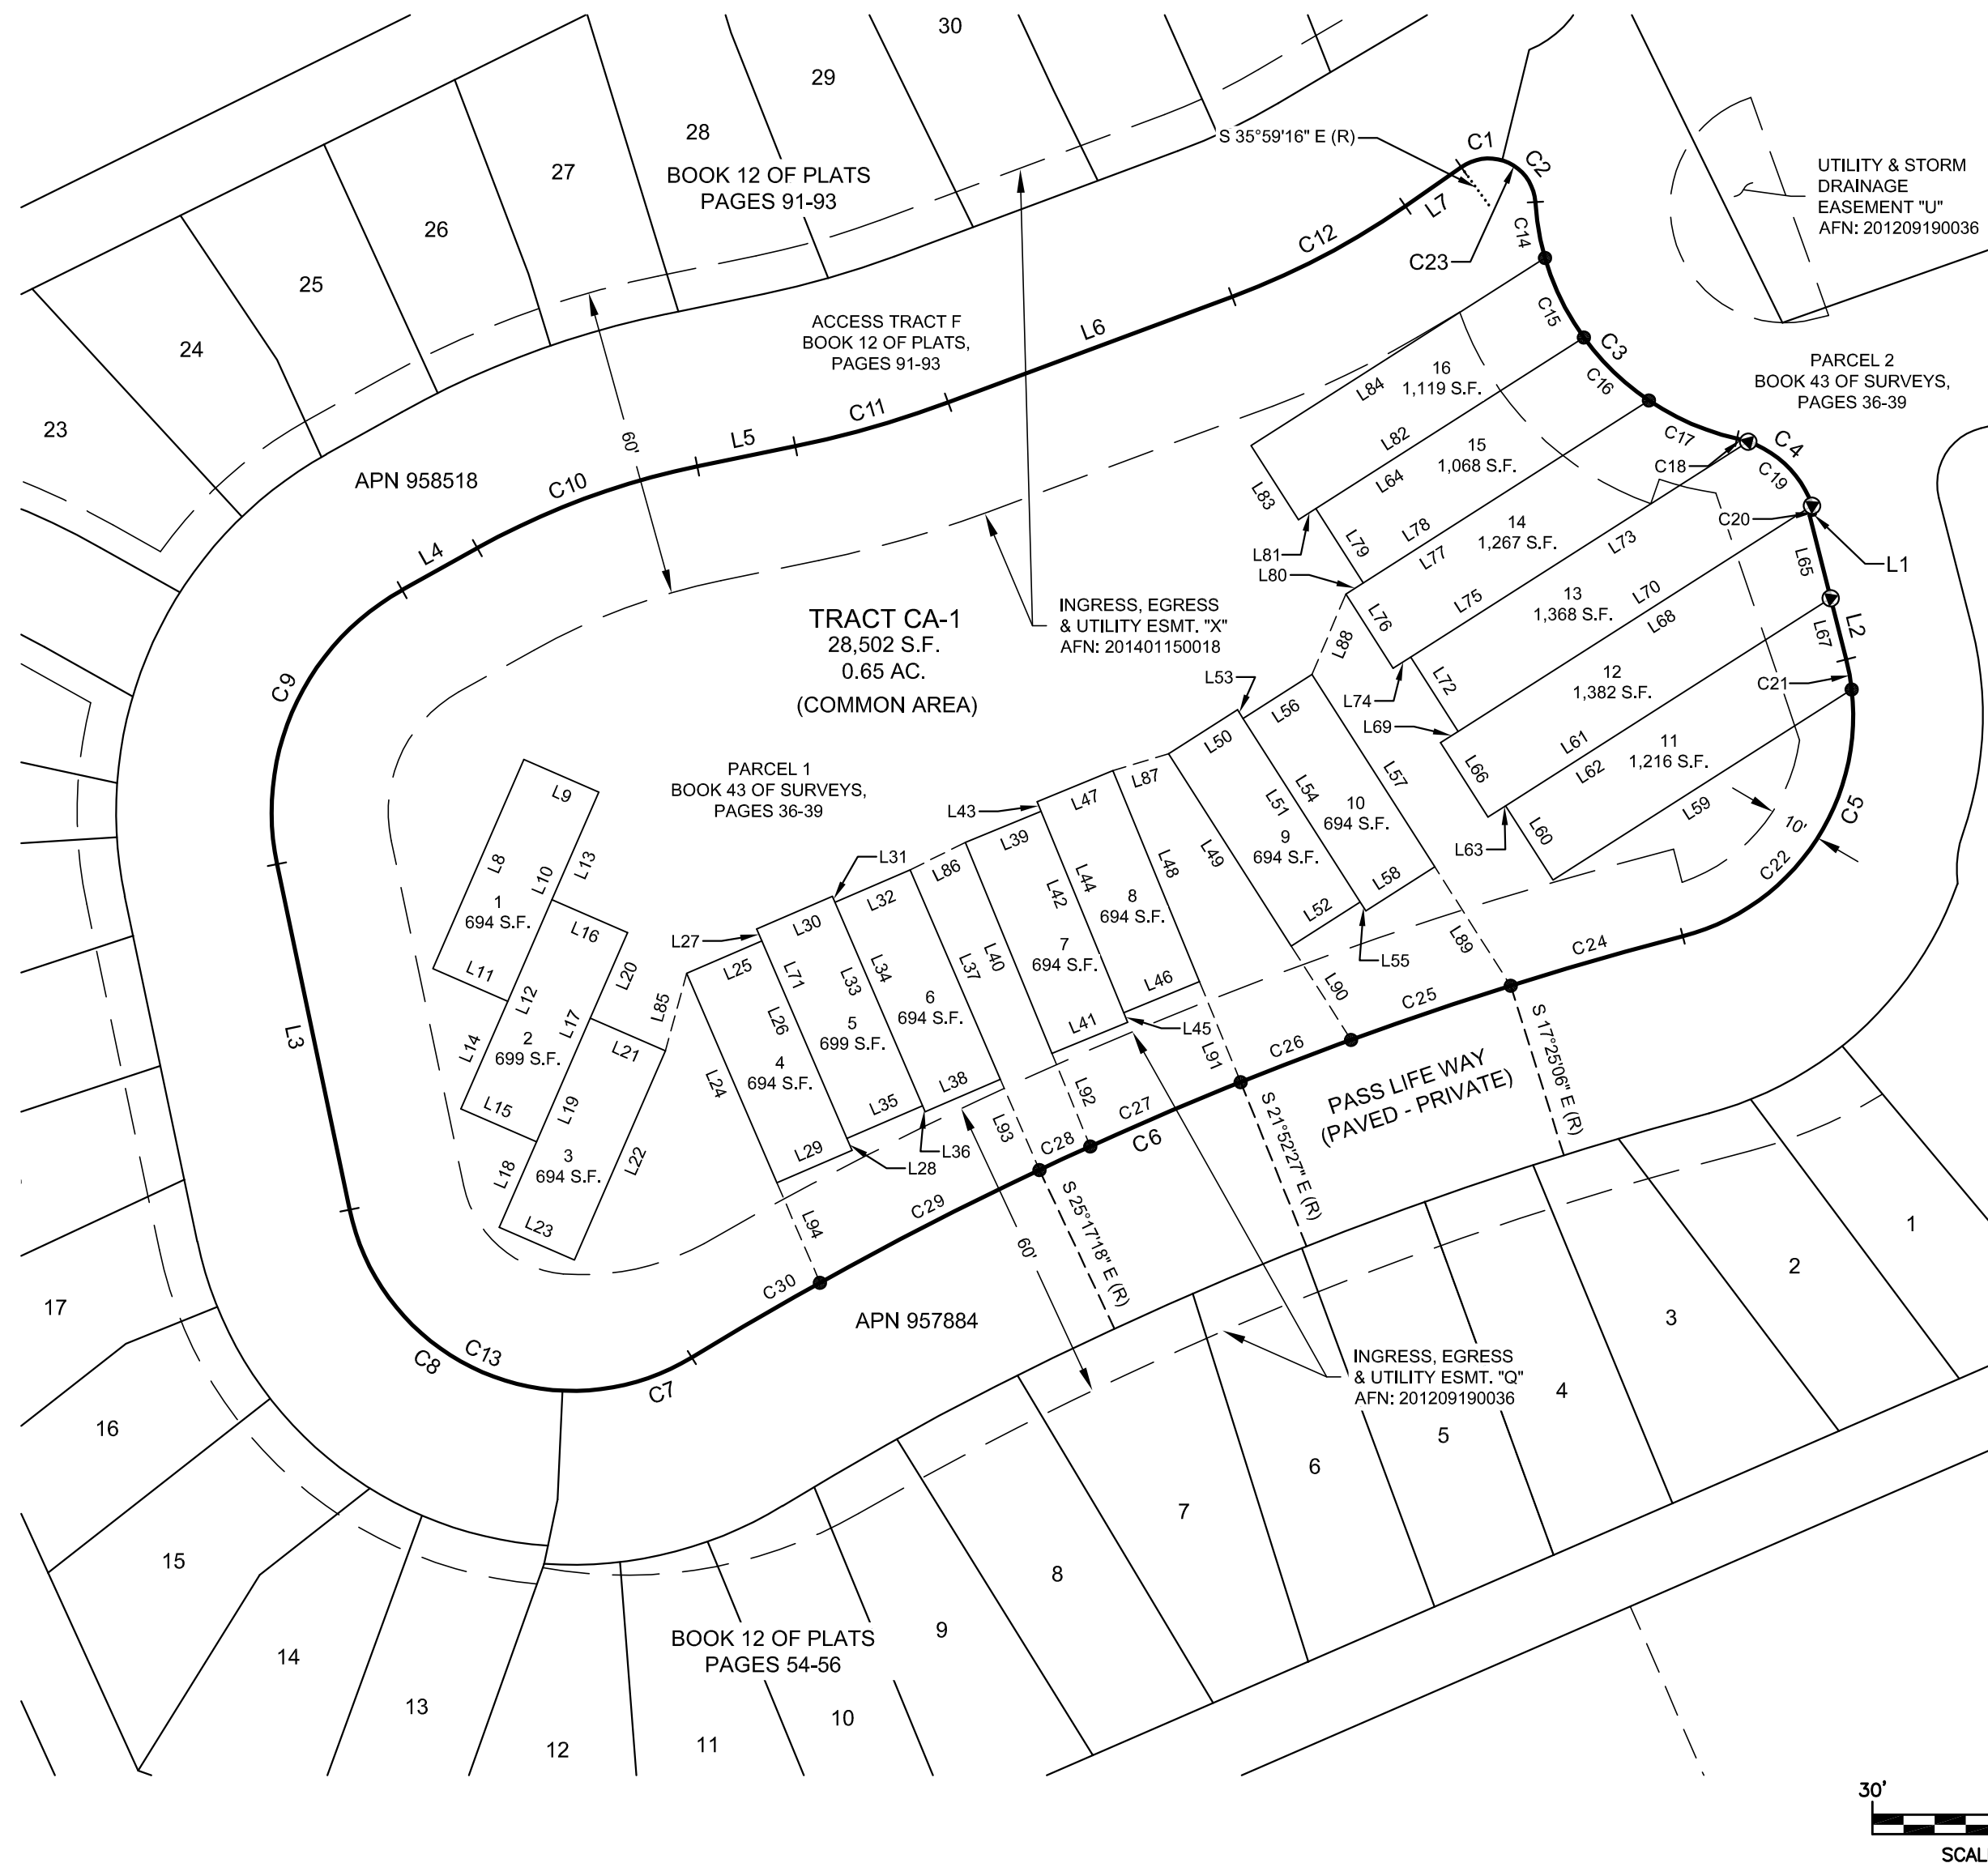 30
29
28
27
26
25
24
23
BOOK 12 OF PLATS
PAGES 91-93
S 35°59'16" E (R)
C1
C2
C23
C14
L7
C12
UTILITY & STORM
DRAINAGE
EASEMENT "U"
AFN: 201209190036
ACCESS TRACT F
BOOK 12 OF PLATS,
PAGES 91-93
L6
C11
L5
C10
L4
60'
APN 958518
C15
C3
C16
C17
C18
C4
C19
C20
L1
L65
L2
L67
C21
C5
C22
10'
PARCEL 2
BOOK 43 OF SURVEYS,
PAGES 36-39
16
1,119 S.F.
L84
L82
L83
L81
15
1,068 S.F.
L64
L78
L79
L80
14
1,267 S.F.
L77
L73
L75
L76
L74
13
1,368 S.F.
L70
L68
L72
L69
12
1,382 S.F.
L61
L66
L63
11
1,216 S.F.
L62
L59
L60
TRACT CA-1
28,502 S.F.
0.65 AC.
(COMMON AREA)
INGRESS, EGRESS
& UTILITY ESMT. "X"
AFN: 201401150018
PARCEL 1
BOOK 43 OF SURVEYS,
PAGES 36-39
C9
L3
L88
L53
L56
L50
L57
L54
L51
10
694 S.F.
9
694 S.F.
L49
L58
L52
L55
L89
L90
L87
L43
L47
L48
L44
L42
8
694 S.F.
L39
L40
7
694 S.F.
L46
L41
L45
L91
L92
L86
L31
L32
L37
L34
L33
6
694 S.F.
L30
L27
L71
L26
5
699 S.F.
L38
L35
L36
L93
L25
L24
4
694 S.F.
L29
L28
L94
L85
L9
L8
L10
L13
1
694 S.F.
L11
L12
L16
L20
L17
L14
2
699 S.F.
L15
L19
L21
L18
3
694 S.F.
L22
L23
C24
C25
C26
C27
C6
C28
C29
C30
C7
C13
C8
PASS LIFE WAY
(PAVED - PRIVATE)
S 17°25'06" E (R)
S 21°52'27" E (R)
S 25°17'18" E (R)
60'
APN 957884
INGRESS, EGRESS
& UTILITY ESMT. "Q"
AFN: 201209190036
1
2
3
4
5
6
7
8
9
10
11
12
13
14
15
16
17
BOOK 12 OF PLATS
PAGES 54-56
30'
SCAL